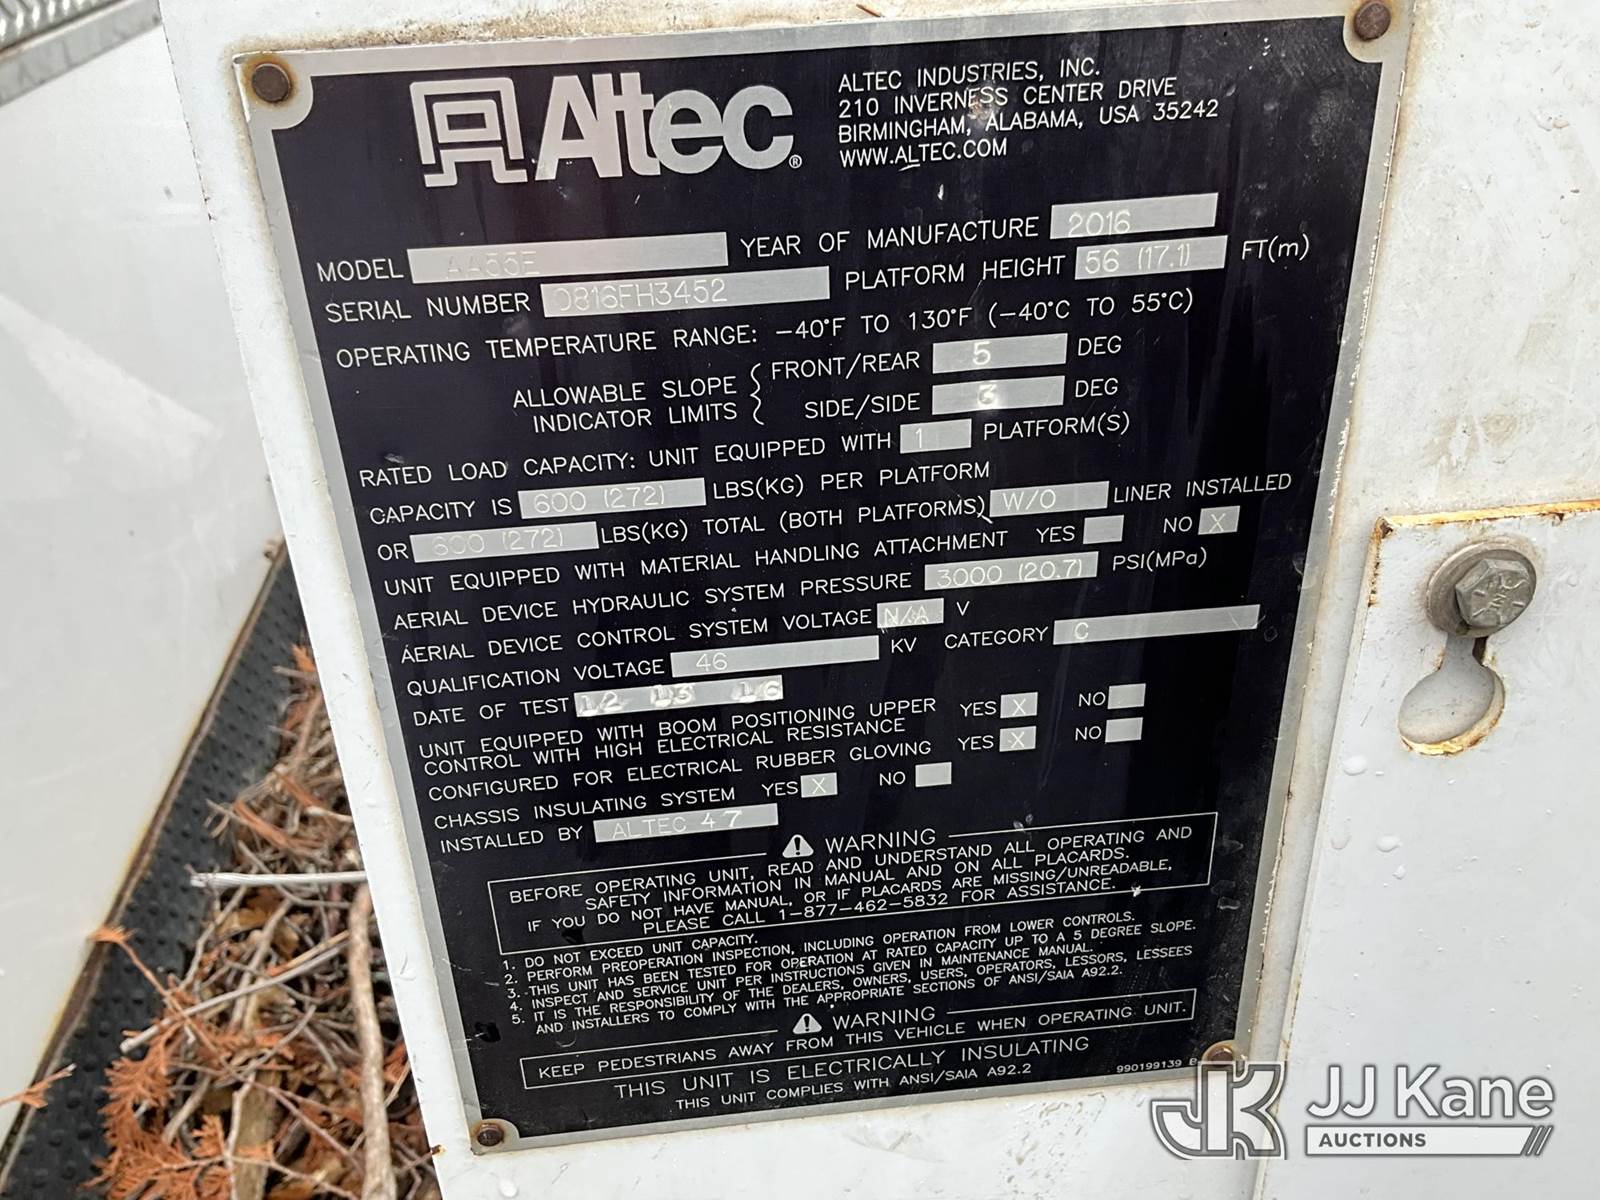 Altec®
ALTEC INDUSTRIES, INC.
210 INVERNESS CENTER DRIVE
BIRMINGHAM, ALABAMA, USA 35242
WWW.ALTEC.COM
MODEL AA55E YEAR OF MANUFACTURE 2016
SERIAL NUMBER 0816FH3452 PLATFORM HEIGHT 56 (17.1) FT(m)
OPERATING TEMPERATURE RANGE: -40°F TO 130°F (-40°C TO 55°C)
ALLOWABLE SLOPE INDICATOR LIMITS { FRONT/REAR 5 DEG
SIDE/SIDE 3 DEG
RATED LOAD CAPACITY: UNIT EQUIPPED WITH 1 PLATFORM(S)
CAPACITY IS 600 (272) LBS(KG) PER PLATFORM
OR 600 (272) LBS(KG) TOTAL (BOTH PLATFORMS) W/O LINER INSTALLED
UNIT EQUIPPED WITH MATERIAL HANDLING ATTACHMENT YES NO X
AERIAL DEVICE HYDRAULIC SYSTEM PRESSURE 3000 (20.7) PSI(MPa)
AERIAL DEVICE CONTROL SYSTEM VOLTAGE N/A V
QUALIFICATION VOLTAGE 46 KV CATEGORY C
DATE OF TEST 12 03 16
UNIT EQUIPPED WITH BOOM POSITIONING UPPER
CONTROL WITH HIGH ELECTRICAL RESISTANCE YES X NO
CONFIGURED FOR ELECTRICAL RUBBER GLOVING YES X NO
CHASSIS INSULATING SYSTEM YES X NO
INSTALLED BY ALTEC 47
WARNING
BEFORE OPERATING UNIT, READ AND UNDERSTAND ALL OPERATING AND
SAFETY INFORMATION IN MANUAL AND ON ALL PLACARDS.
IF YOU DO NOT HAVE MANUAL, OR IF PLACARDS ARE MISSING/UNREADABLE,
PLEASE CALL 1-877-462-5832 FOR ASSISTANCE.
1. DO NOT EXCEED UNIT CAPACITY.
2. PERFORM PREOPERATION INSPECTION, INCLUDING OPERATION FROM LOWER CONTROLS.
3. THIS UNIT HAS BEEN TESTED FOR OPERATION AT RATED CAPACITY UP TO A 5 DEGREE SLOPE.
4. INSPECT AND SERVICE UNIT PER INSTRUCTIONS GIVEN IN MAINTENANCE MANUAL.
5. IT IS THE RESPONSIBILITY OF THE DEALERS, OWNERS, USERS, OPERATORS, LESSORS, LESSEES
AND INSTALLERS TO COMPLY WITH THE APPROPRIATE SECTIONS OF ANSI/SAIA A92.2.
WARNING
KEEP PEDESTRIANS AWAY FROM THIS VEHICLE WHEN OPERATING UNIT.
THIS UNIT IS ELECTRICALLY INSULATING
THIS UNIT COMPLIES WITH ANSI/SAIA A92.2
990199139 B
JK JJ Kane
AUCTIONS